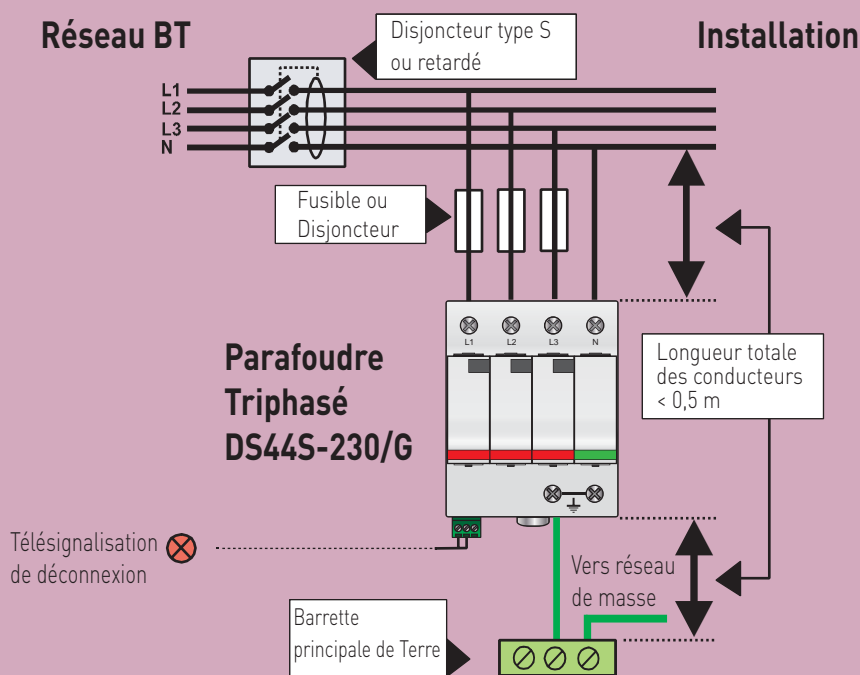 Réseau BT
Disjoncteur type S
ou retardé
Installation
L1
L2
L3
N
Fusible ou
Disjoncteur
L1 L2 L3 N
Parafoudre
Triphasé
DS44S-230/G
Longueur totale
des conducteurs
< 0,5 m
Télésignalisation
de déconnexion
Vers réseau
de masse
Barrette
principale de Terre